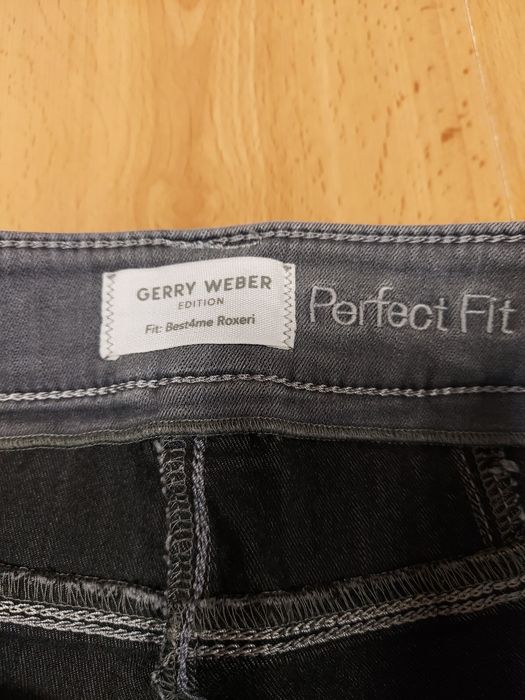 GERRY WEBER
EDITION
Fit: Best4me Roxeri
Perfect Fit